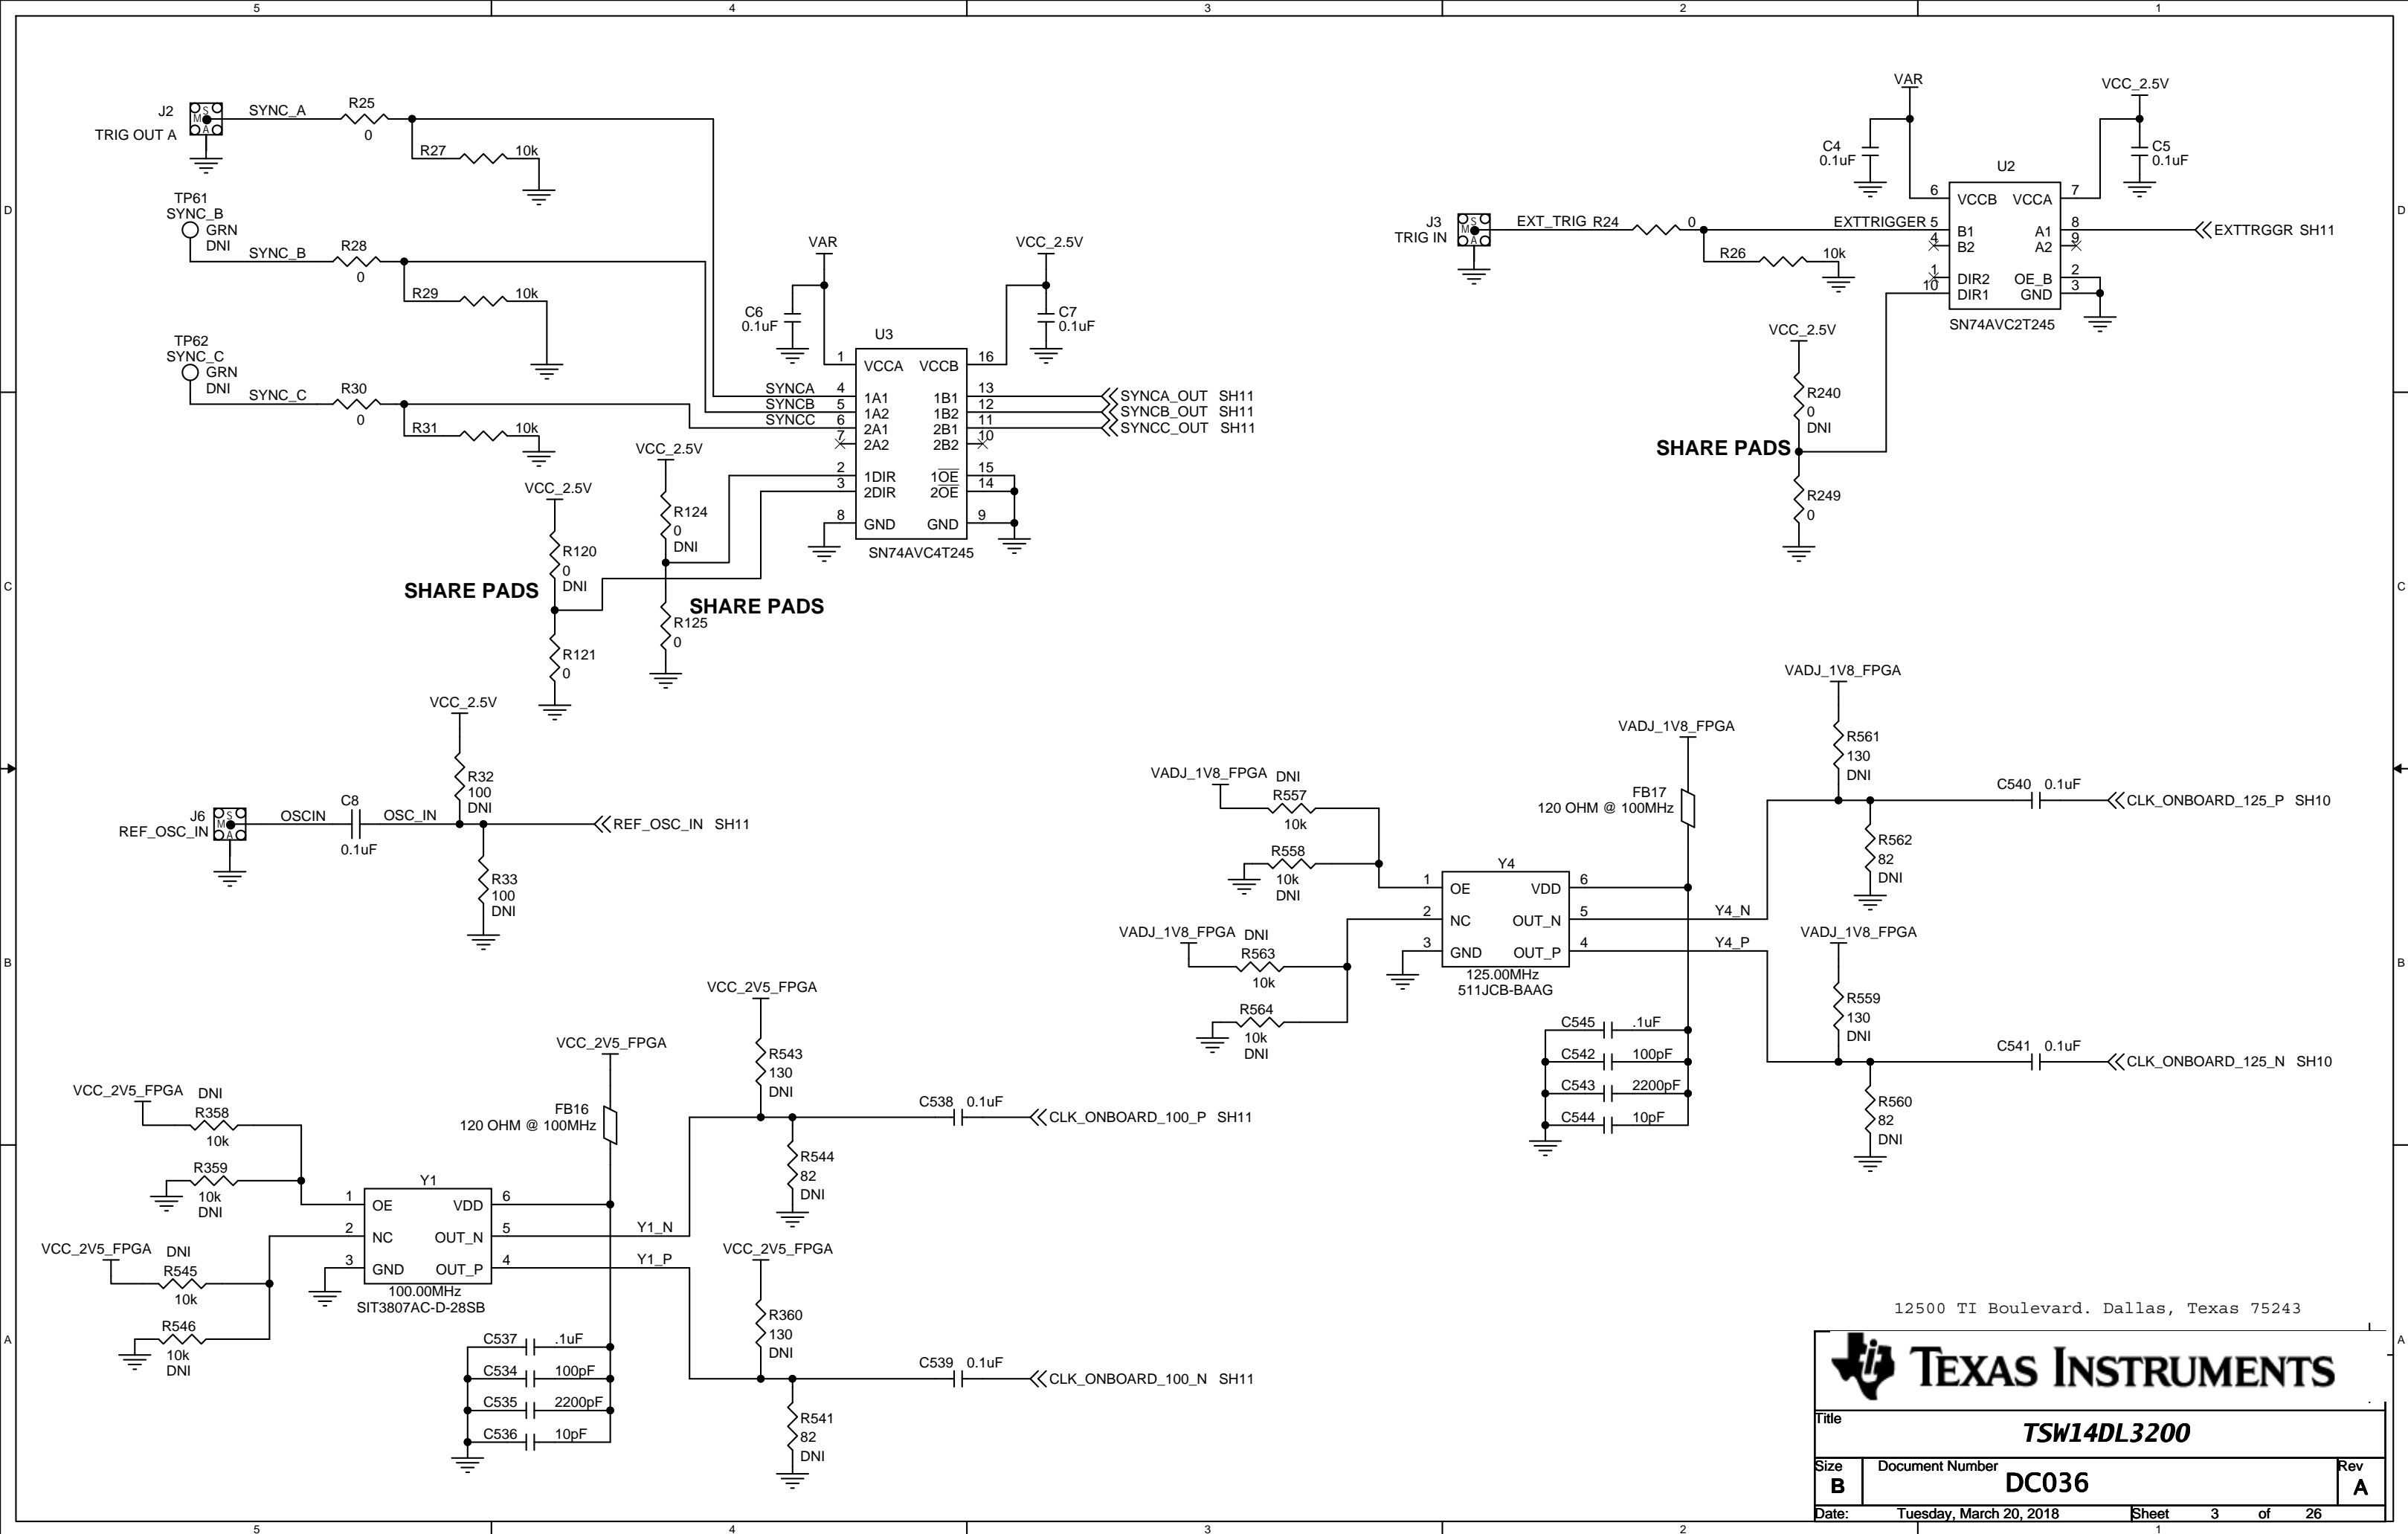 5 4 3 2 1
D
C
B
A
J2
TRIG OUT A
S
M
A
SYNC_A
R25
0
R27
10k
TP61
SYNC_B
GRN
DNI
SYNC_B
R28
0
R29
10k
TP62
SYNC_C
GRN
DNI
SYNC_C
R30
0
R31
10k
VAR
C6
0.1uF
VCC_2.5V
C7
0.1uF
U3
1 VCCA VCCB 16
SYNCA 4 1A1 1B1 13 SYNCA_OUT SH11
SYNCB 5 1A2 1B2 12 SYNCB_OUT SH11
SYNCC 6 2A1 2B1 11 SYNCC_OUT SH11
7 2A2 2B2 10
2 1DIR 1OE 15
3 2DIR 2OE 14
8 GND GND 9
SN74AVC4T245
VCC_2.5V
R124
0
DNI
VCC_2.5V
R120
0
DNI
SHARE PADS
SHARE PADS
R125
0
R121
0
VAR
C4
0.1uF
VCC_2.5V
C5
0.1uF
U2
J3
TRIG IN
S
M
A
EXT_TRIG R24 0
R26
10k
6 VCCB VCCA 7
EXTTRIGGER 5 B1 A1 8 EXTTRGGR SH11
4 B2 A2 9
1 DIR2 OE_B 2
10 DIR1 GND 3
SN74AVC2T245
VCC_2.5V
R240
0
DNI
SHARE PADS
R249
0
VCC_2.5V
R32
100
DNI
J6
REF_OSC_IN
S
M
A
OSCIN
C8
0.1uF
OSC_IN
REF_OSC_IN SH11
R33
100
DNI
VADJ_1V8_FPGA DNI
R557
10k
R558
10k
DNI
VADJ_1V8_FPGA DNI
R563
10k
R564
10k
DNI
VADJ_1V8_FPGA
FB17
120 OHM @ 100MHz
Y4
1 OE VDD 6
2 NC OUT_N 5 Y4_N
3 GND OUT_P 4 Y4_P
125.00MHz
511JCB-BAAG
C545 .1uF
C542 100pF
C543 2200pF
C544 10pF
VADJ_1V8_FPGA
R561
130
DNI
R562
82
DNI
C540 0.1uF
CLK_ONBOARD_125_P SH10
VADJ_1V8_FPGA
R559
130
DNI
R560
82
DNI
C541 0.1uF
CLK_ONBOARD_125_N SH10
VCC_2V5_FPGA DNI
R358
10k
R359
10k
DNI
VCC_2V5_FPGA DNI
R545
10k
R546
10k
DNI
VCC_2V5_FPGA
FB16
120 OHM @ 100MHz
Y1
1 OE VDD 6
2 NC OUT_N 5 Y1_N
3 GND OUT_P 4 Y1_P
100.00MHz
SIT3807AC-D-28SB
C537 .1uF
C534 100pF
C535 2200pF
C536 10pF
VCC_2V5_FPGA
R543
130
DNI
R544
82
DNI
C538 0.1uF
CLK_ONBOARD_100_P SH11
VCC_2V5_FPGA
R360
130
DNI
R541
82
DNI
C539 0.1uF
CLK_ONBOARD_100_N SH11
12500 TI Boulevard. Dallas, Texas 75243
TEXAS INSTRUMENTS
Title
TSW14DL3200
Size
B
Document Number
DC036
Rev
A
Date: Tuesday, March 20, 2018 Sheet 3 of 26
D
C
B
A
5 4 3 2 1